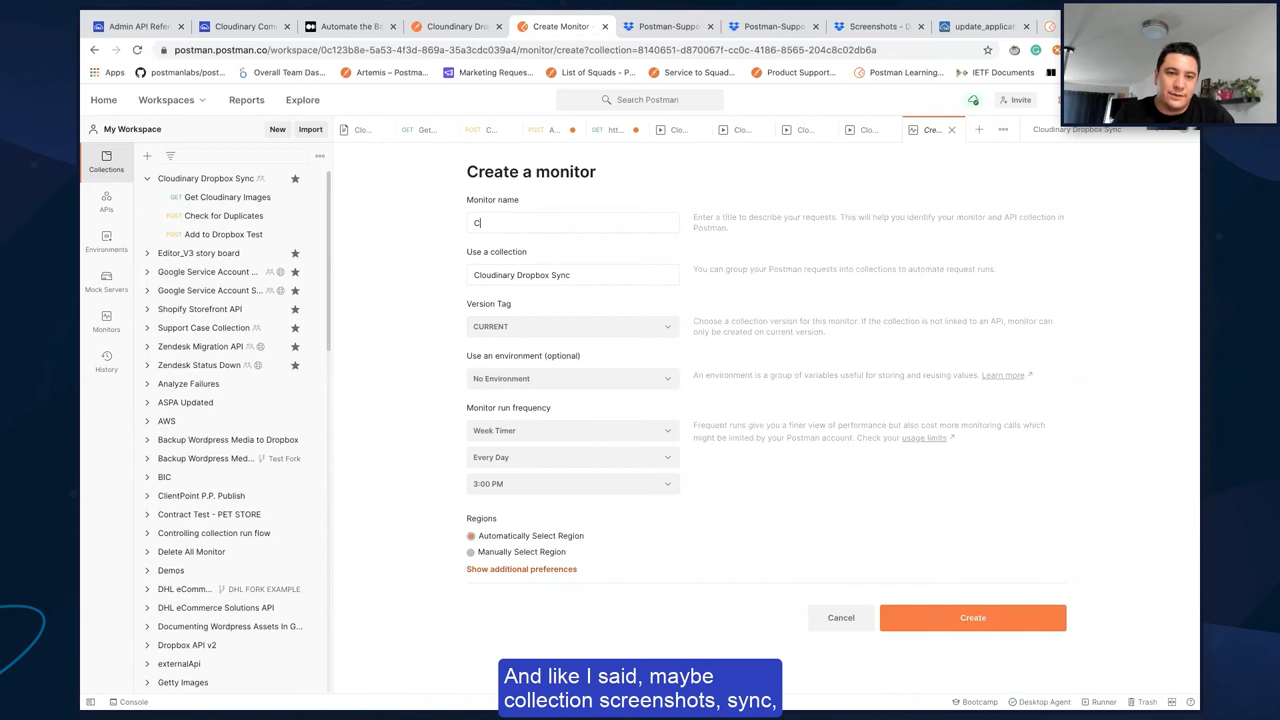 Admin API Refer...
Cloudinary Com...
Automate the Bo...
Cloundinary Dro...
Create Monitor -
Postman-Suppo...
Postman-Suppo...
Screenshots – D...
update_applicati...
postman.postman.co/workspace/0c123b8e-5a53-4f3d-869a-35a3cdc039a4/monitor/create?collection=8140651-d870067f-cc0c-4186-8565-204c8c02db6a
Apps
postmanlabs/post...
Overall Team Das...
Artemis – Postma...
Marketing Reques...
List of Squads - P...
Service to Squad...
Product Support...
Postman Learning...
IETF Documents
Home
Workspaces
Reports
Explore
Search Postman
Invite
My Workspace
New
Import
Clo...
Get...
C...
A...
htt...
Clo...
Clo...
Clo...
Clo...
Cre...
Cloudinary Dropbox Sync
Collections
APIs
Environments
Mock Servers
Monitors
History
Cloudinary Dropbox Sync
GET Get Cloudinary Images
POST Check for Duplicates
POST Add to Dropbox Test
Editor_V3 story board
Google Service Account ...
Google Service Account S...
Shopify Storefront API
Support Case Collection
Zendesk Migration API
Zendesk Status Down
Analyze Failures
ASPA Updated
AWS
Backup Wordpress Media to Dropbox
Backup Wordpress Med... Test Fork
BIC
ClientPoint P.P. Publish
Contract Test - PET STORE
Controlling collection run flow
Delete All Monitor
Demos
DHL eComm... DHL FORK EXAMPLE
DHL eCommerce Solutions API
Documenting Wordpress Assets In G...
Dropbox API v2
externalApi
Getty Images
Create a monitor
Monitor name
C
Enter a title to describe your requests. This will help you identify your monitor and API collection in
Postman.
Use a collection
Cloudinary Dropbox Sync
You can group your Postman requests into collections to automate request runs.
Version Tag
CURRENT
Choose a collection version for this monitor. If the collection is not linked to an API, monitor can
only be created on current version.
Use an environment (optional)
No Environment
An environment is a group of variables useful for storing and reusing values. Learn more
Monitor run frequency
Week Timer
Every Day
3:00 PM
Frequent runs give you a finer view of performance but also cost more monitoring calls which
might be limited by your Postman account. Check your usage limits
Regions
Automatically Select Region
Manually Select Region
Show additional preferences
Cancel
Create
And like I said, maybe
collection screenshots, sync,
Console
Bootcamp
Desktop Agent
Runner
Trash